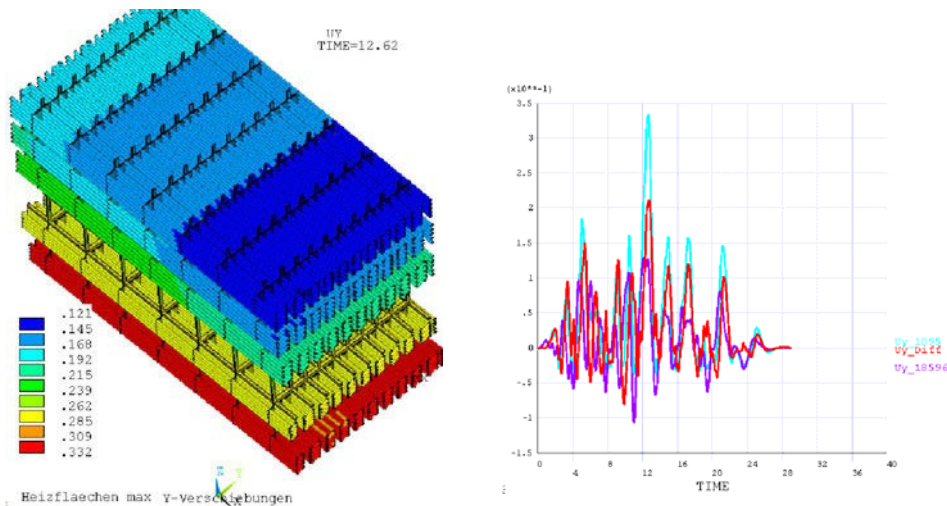 UY
TIME=12.62
.121
.145
.168
.192
.215
.239
.262
.285
.309
.332
Heizflaechen max Y-Verschiebungen
(x10**-1)
3.5
3
2.5
2
1.5
1
.5
0
-.5
-1
-1.5
0 4 8 12 16 20 24 28 32 36 40
TIME
Uy_1095
Uy_Diff
Uy_18596